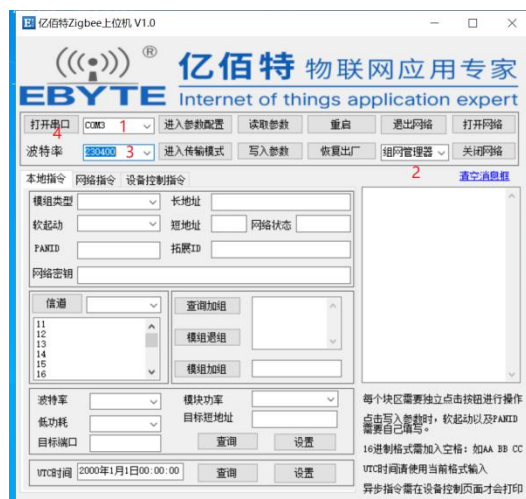 亿佰特Zigbee上位机 V1.0
®
亿佰特 物联网应用专家
EBYTE Internet of things application expert
打开串口 COM3 进入参数配置 读取参数 重启 退出网络 打开网络
4 1
波特率 230400 进入传输模式 写入参数 恢复出厂 组网管理器 关闭网络
3 2
本地指令 网络指令 设备控制指令 清空消息框
模组类型 长地址
软起动 短地址 网络状态
PANID 拓展ID
网络密钥
信道 查询加组
11
12
13
14
15
16
模组退组
模组加组
波特率 模块功率
低功耗 目标短地址
目标端口 查询 设置
UTC时间 2000年1月1日00:00:00 查询 设置
每个块区需要独立点击按钮进行操作
点击写入参数时，软起动以及PANID
需要自己填写。
16进制格式需加入空格：如AA BB CC
UTC时间请使用当前格式输入
异步指令需在设备控制页面才会打印